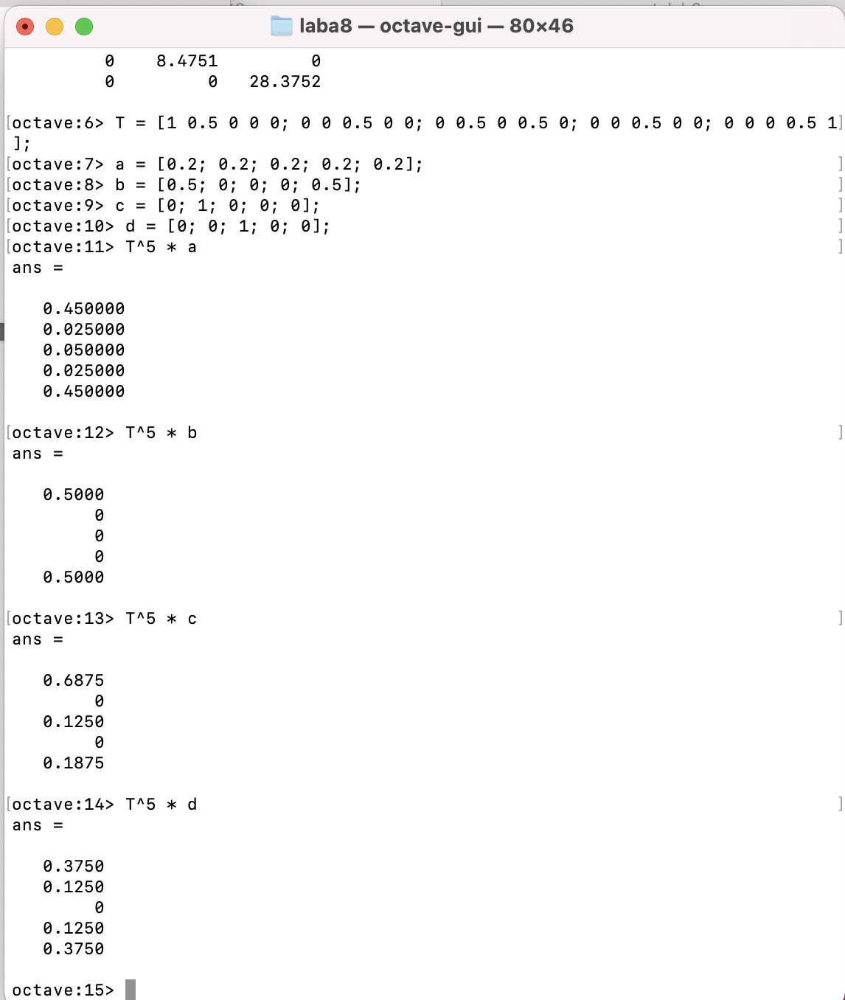 laba8 — octave-gui — 80×46
0 8.4751 0
0 0 28.3752
[octave:6> T = [1 0.5 0 0 0; 0 0 0.5 0 0; 0 0.5 0 0.5 0; 0 0 0.5 0 0; 0 0 0 0.5 1]
];
[octave:7> a = [0.2; 0.2; 0.2; 0.2; 0.2]; ]
[octave:8> b = [0.5; 0; 0; 0; 0.5]; ]
[octave:9> c = [0; 1; 0; 0; 0]; ]
[octave:10> d = [0; 0; 1; 0; 0]; ]
[octave:11> T^5 * a ]
ans =
0.450000
0.025000
0.050000
0.025000
0.450000
[octave:12> T^5 * b ]
ans =
0.5000
0
0
0
0.5000
[octave:13> T^5 * c ]
ans =
0.6875
0
0.1250
0
0.1875
[octave:14> T^5 * d ]
ans =
0.3750
0.1250
0
0.1250
0.3750
octave:15>